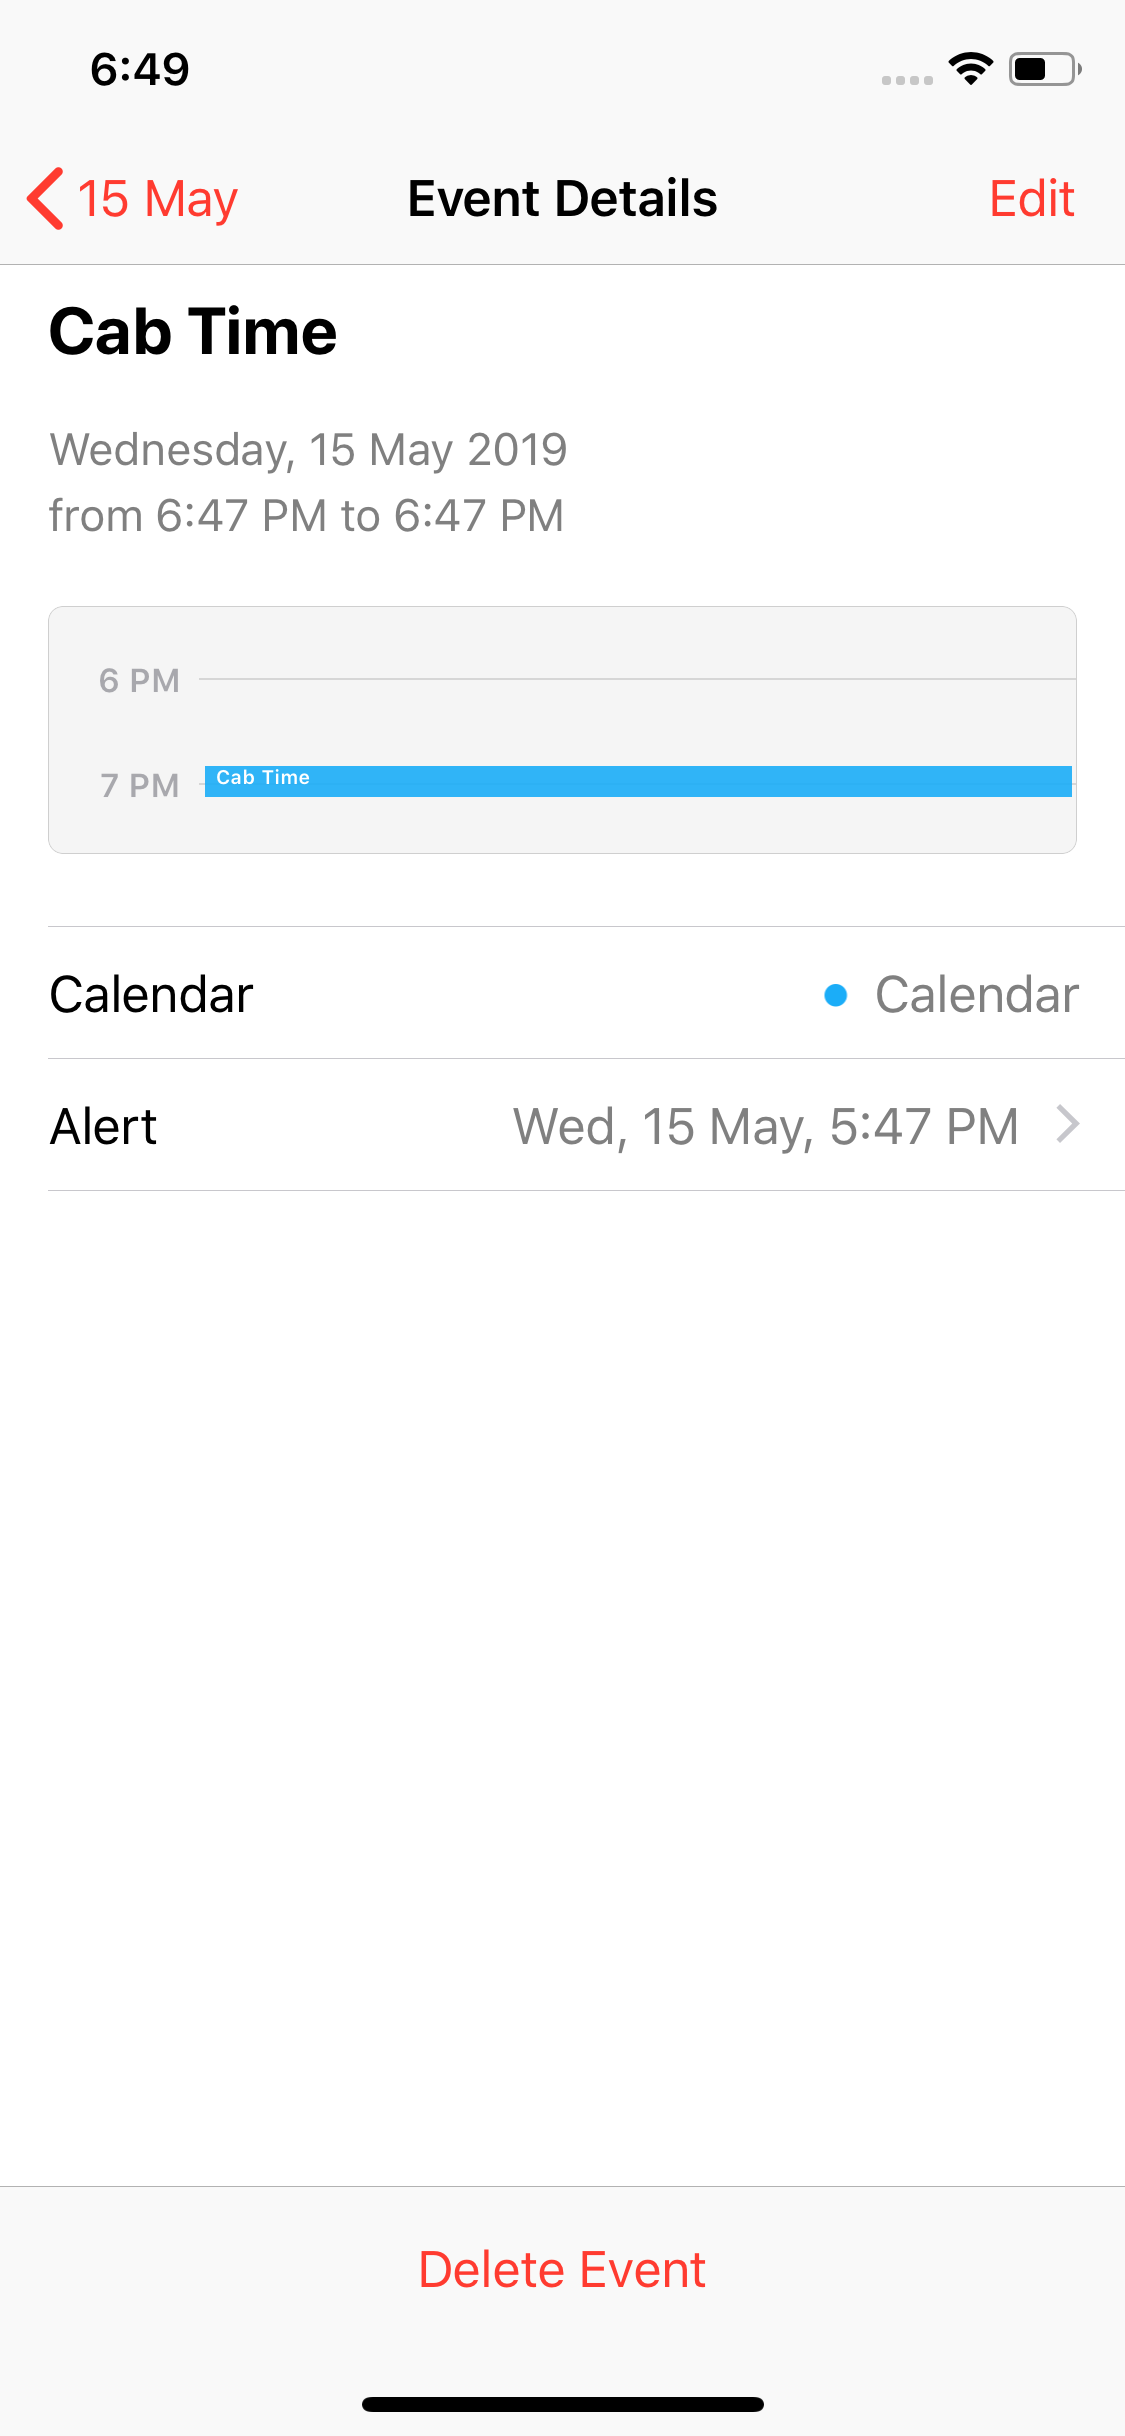 6:49
15 May
Event Details
Edit
Cab Time
Wednesday, 15 May 2019
from 6:47 PM to 6:47 PM
6 PM
7 PM
Cab Time
Calendar
Calendar
Alert
Wed, 15 May, 5:47 PM
Delete Event